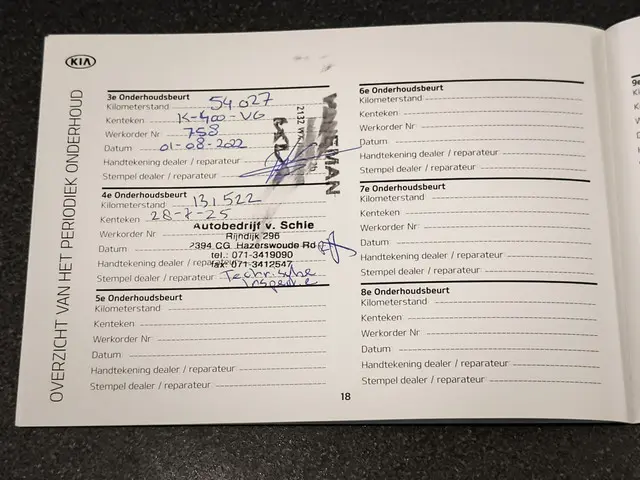 KIA
OVERZICHT VAN HET PERIODIEK ONDERHOUD
3e Onderhoudsbeurt
Kilometerstand 54027
Kenteken K-400-VG
Werkorder Nr 758
Datum 01-08-2022
Handtekening dealer / reparateur
Stempel dealer / reparateur
WAAIJEMAN
2132 WX
4e Onderhoudsbeurt
Kilometerstand 131,522
Kenteken 28-7-25
Werkorder Nr
Datum
Handtekening dealer / reparateur
Stempel dealer / reparateur
Autobedrijf v. Schie
Rijndijk 296
2394 CG Hazerswoude Rd
tel.: 071-3419090
fax: 071-3412547
Technische
Inspectie
5e Onderhoudsbeurt
Kilometerstand
Kenteken
Werkorder Nr
Datum
Handtekening dealer / reparateur
Stempel dealer / reparateur
6e Onderhoudsbeurt
Kilometerstand
Kenteken
Werkorder Nr
Datum
Handtekening dealer / reparateur
Stempel dealer / reparateur
7e Onderhoudsbeurt
Kilometerstand
Kenteken
Werkorder Nr
Datum
Handtekening dealer / reparateur
Stempel dealer / reparateur
8e Onderhoudsbeurt
Kilometerstand
Kenteken
Werkorder Nr
Datum
Handtekening dealer / reparateur
Stempel dealer / reparateur
18